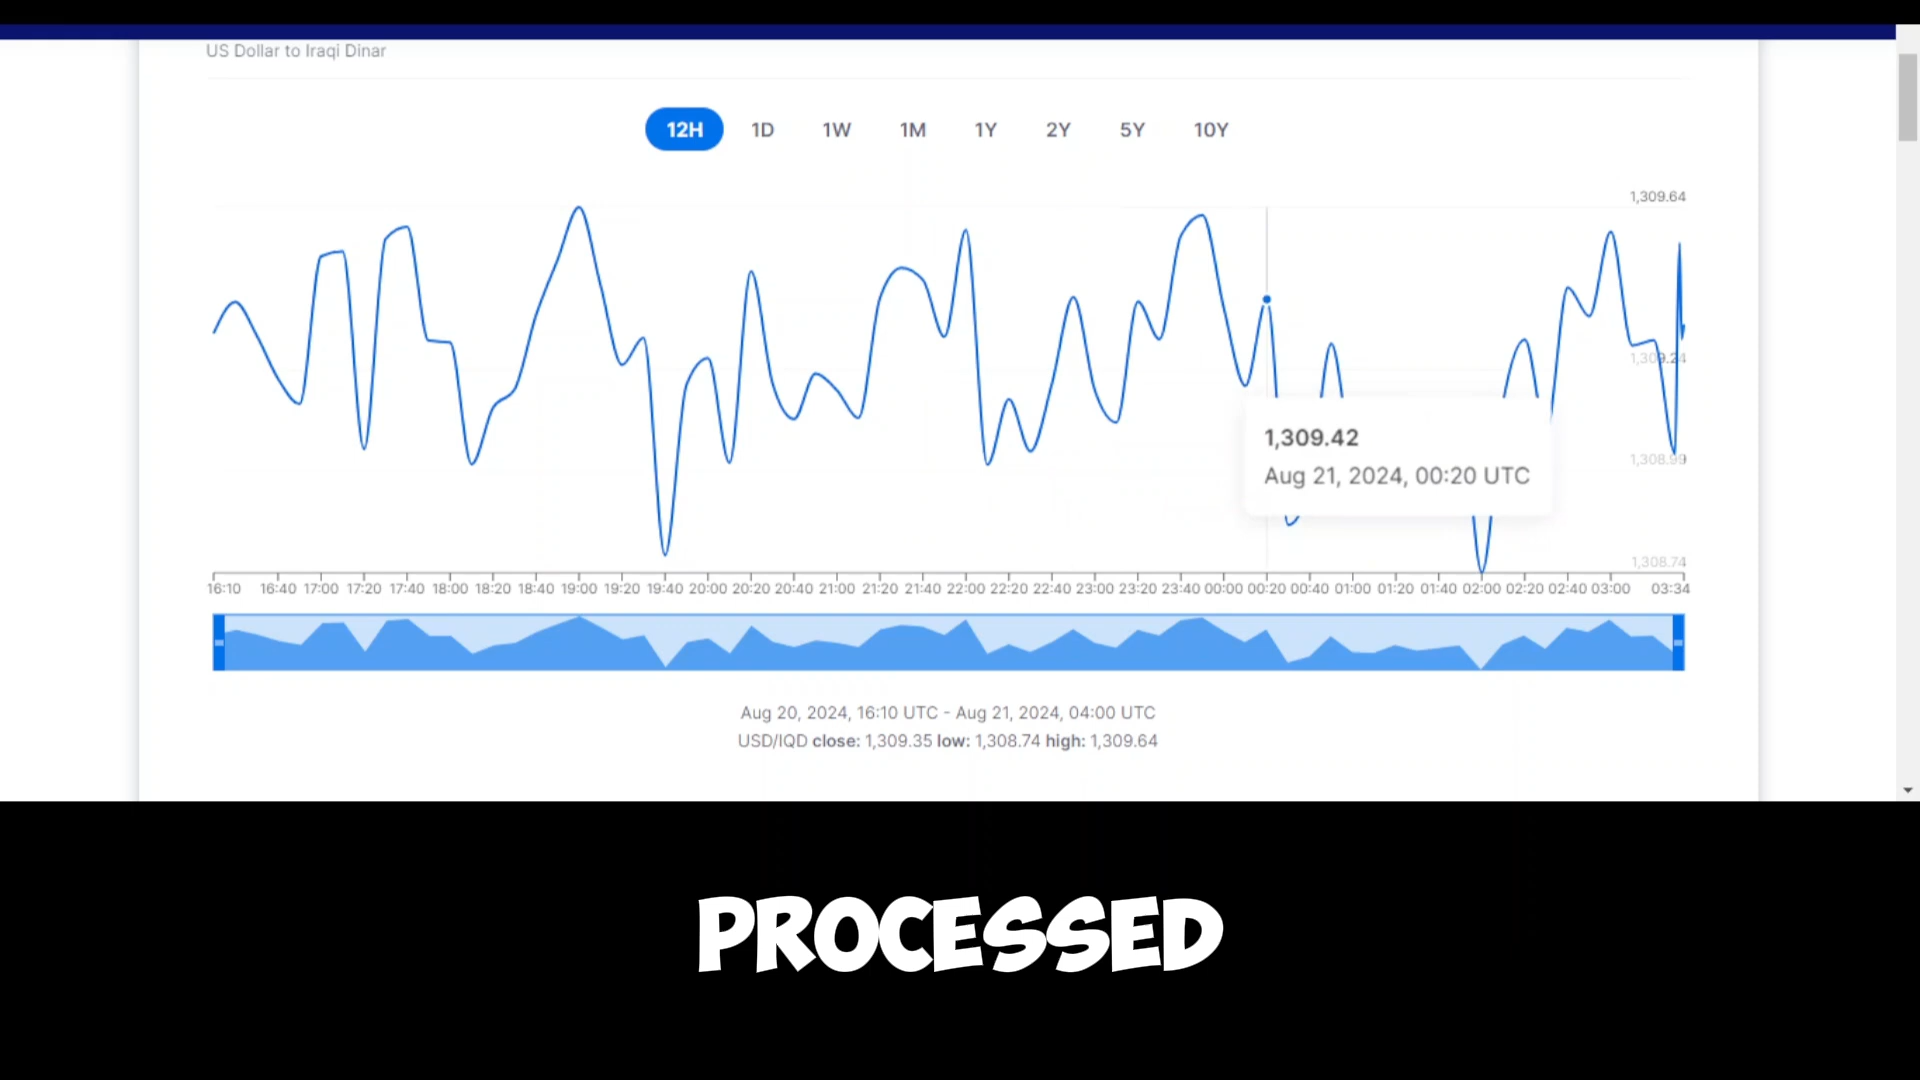 US Dollar to Iraqi Dinar
12H 1D 1W 1M 1Y 2Y 5Y 10Y
1,309.64
1,309.24
1,309.42
1,308.99
Aug 21, 2024, 00:20 UTC
1,308.74
16:10 16:40 17:00 17:20 17:40 18:00 18:20 18:40 19:00 19:20 19:40 20:00 20:20 20:40 21:00 21:20 21:40 22:00 22:20 22:40 23:00 23:20 23:40 00:00 00:20 00:40 01:00 01:20 01:40 02:00 02:20 02:40 03:00 03:34
Aug 20, 2024, 16:10 UTC - Aug 21, 2024, 04:00 UTC
USD/IQD close: 1,309.35 low: 1,308.74 high: 1,309.64
PROCESSED